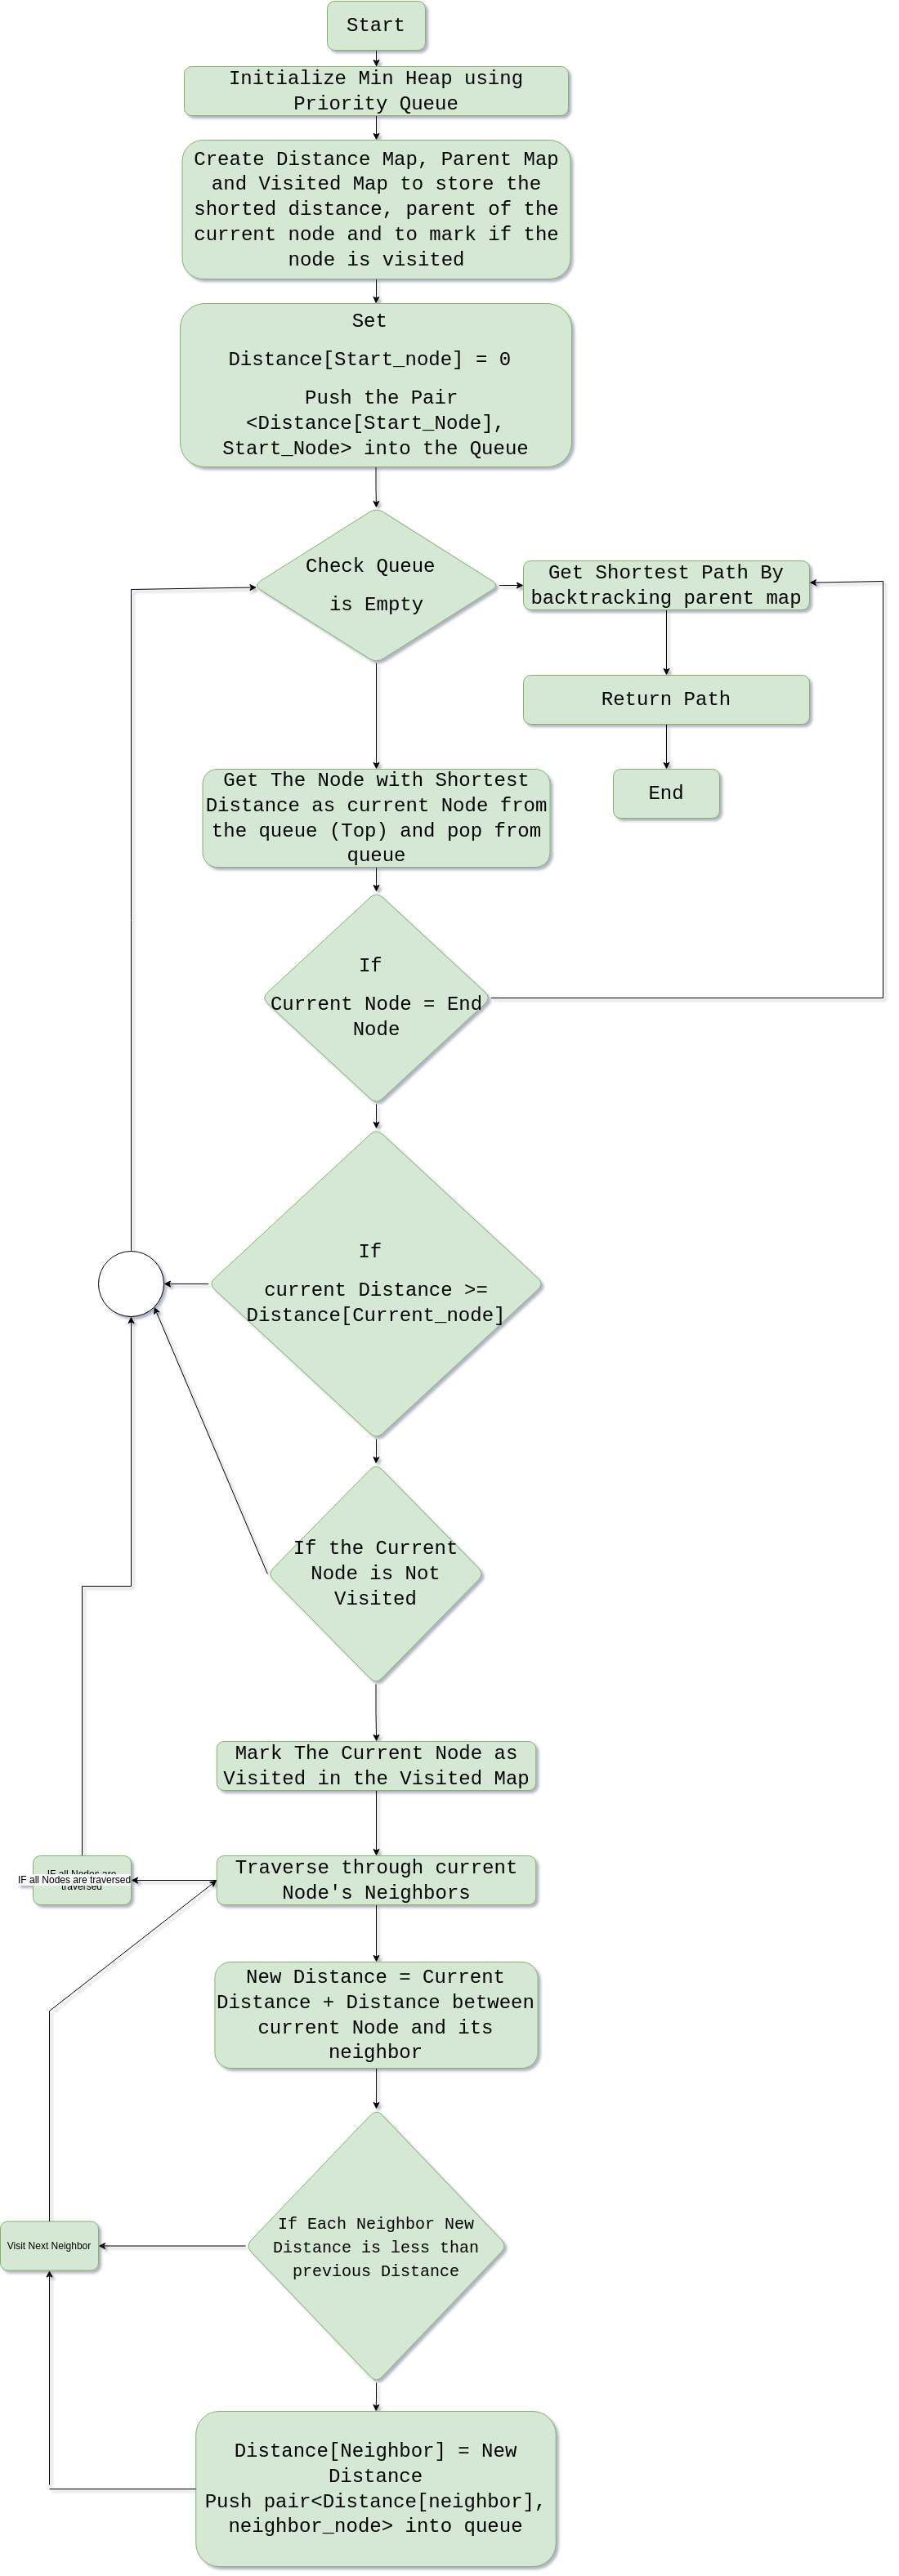 Start
Initialize Min Heap using
Priority Queue
Create Distance Map, Parent Map
and Visited Map to store the
shorted distance, parent of the
current node and to mark if the
node is visited
Set
Distance[Start_node] = 0
Push the Pair
<Distance[Start_Node],
Start_Node> into the Queue
Check Queue
is Empty
Get Shortest Path By
backtracking parent map
Return Path
End
Get The Node with Shortest
Distance as current Node from
the queue (Top) and pop from
queue
If
Current Node = End
Node
If
current Distance >=
Distance[Current_node]
If the Current
Node is Not
Visited
Mark The Current Node as
Visited in the Visited Map
Traverse through current
Node's Neighbors
IF all Nodes are
traversed
IF all Nodes are traversed
New Distance = Current
Distance + Distance between
current Node and its
neighbor
If Each Neighbor New
Distance is less than
previous Distance
Visit Next Neighbor
Distance[Neighbor] = New
Distance
Push pair<Distance[neighbor],
neighbor_node> into queue